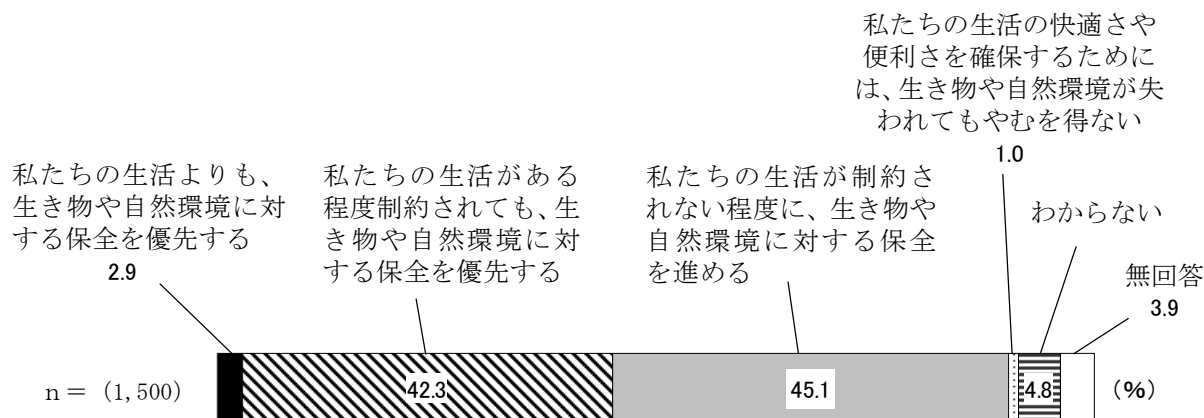 私たちの生活の快適さや
便利さを確保するために
は、生き物や自然環境が失
われてもやむを得ない
1.0
私たちの生活よりも、
生き物や自然環境に対
する保全を優先する
2.9
私たちの生活がある
程度制約されても、生
き物や自然環境に対
する保全を優先する
私たちの生活が制約さ
れない程度に、生き物や
自然環境に対する保全
を進める
わからない
無回答
3.9
n＝（1,500）
42.3
45.1
4.8
（%）